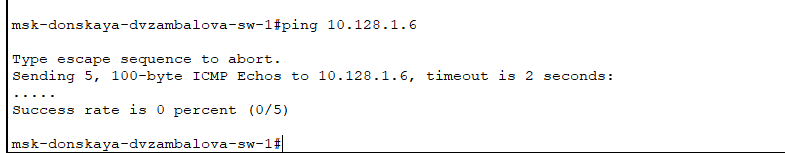 msk-donskaya-dvzambalova-sw-1#ping 10.128.1.6
Type escape sequence to abort.
Sending 5, 100-byte ICMP Echos to 10.128.1.6, timeout is 2 seconds:
.....
Success rate is 0 percent (0/5)
msk-donskaya-dvzambalova-sw-1#